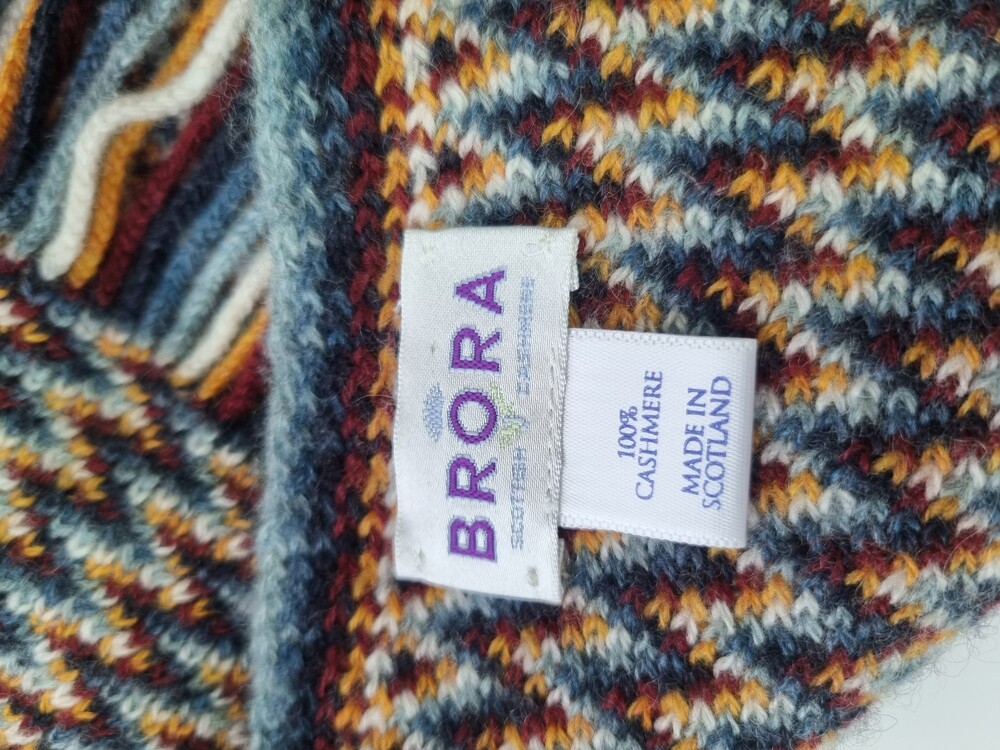 BRORA
SCOTTISH CASHMERE
100%
CASHMERE
MADE IN
SCOTLAND